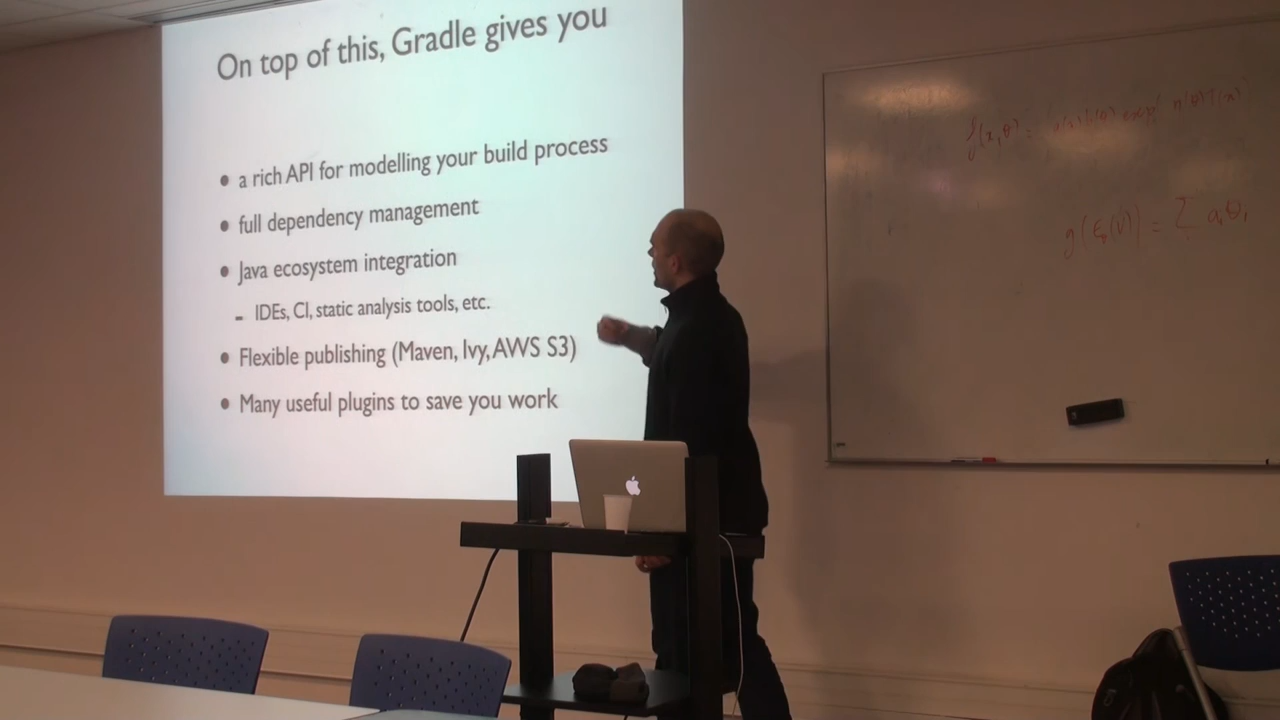 On top of this, Gradle gives you
• a rich API for modelling your build process
• full dependency management
• Java ecosystem integration
– IDEs, CI, static analysis tools, etc.
• Flexible publishing (Maven, Ivy, AWS S3)
• Many useful plugins to save you work